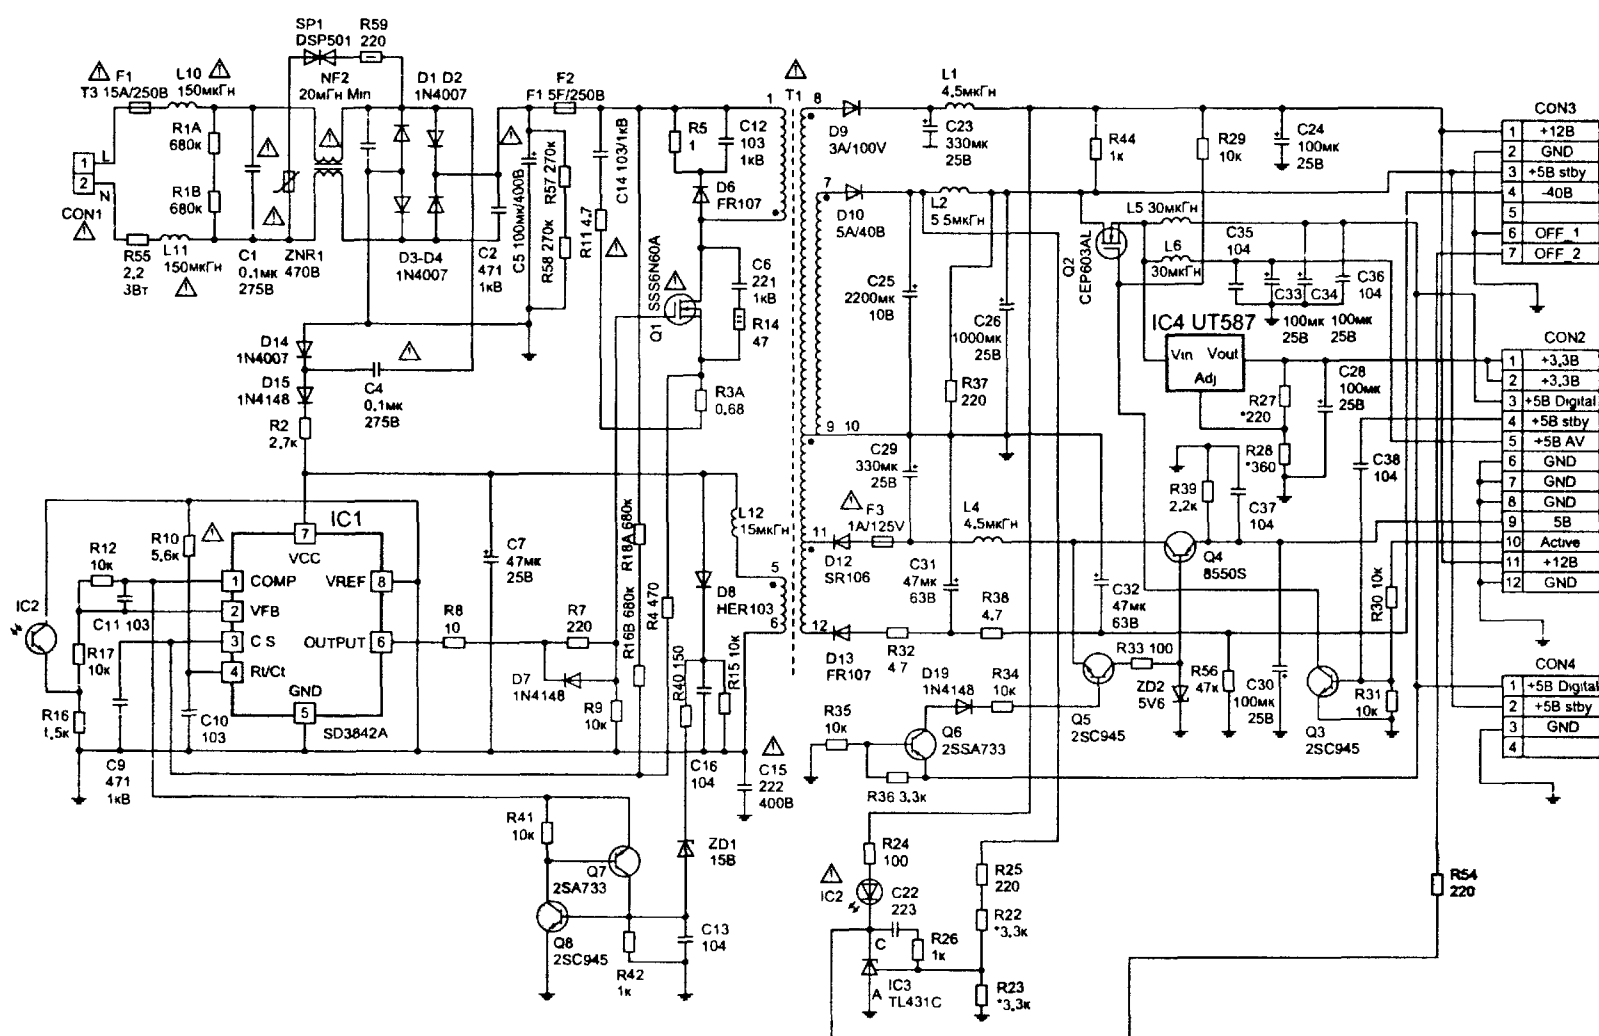 SP1
DSP501
R59
220
F1
T3 15A/250B
L10
150мкГн
NF2
20мГн Min
D1 D2
1N4007
F2
F1 5F/250B
R1A
680к
R1B
680к
1
L
2
N
CON1
R55
2,2
3Вт
L11
150мкГн
C1
0.1мк
275В
ZNR1
470В
D3-D4
1N4007
C2
471
1кВ
C5 100мк/400В
R57 270к
R58 270к
C14 103/1кВ
R11 4.7
R5
1
C12
103
1кВ
D6
FR107
Q1
SSS6N60A
C6
221
1кВ
R14
47
R3A
0.68
D14
1N4007
D15
1N4148
R2
2,7к
C4
0.1мк
275В
T1
1
8
7
9
10
11
12
5
6
D9
3A/100V
L1
4.5мкГн
C23
330мк
25В
R44
1к
R29
10к
C24
100мк
25В
D10
5A/40В
L2
5 5мкГн
C25
2200мк
10В
C26
1000мк
25В
R37
220
Q2
CEP603AL
L5 30мкГн
L6
30мкГн
C35
104
C33
100мк
25В
C34
100мк
25В
C36
104
IC4 UT587
Vin
Vout
Adj
R27
*220
C28
100мк
25В
R28
*360
C38
104
C29
330мк
25В
F3
1A/125V
L4
4.5мкГн
R39
2.2к
C37
104
Q4
8550S
D12
SR106
C31
47мк
63В
C32
47мк
63В
R38
4.7
D13
FR107
R32
4 7
R33 100
R56
47к
C30
100мк
25В
ZD2
5V6
Q5
2SC945
D19
1N4148
R34
10к
Q6
2SSA733
R35
10к
R36 3.3к
Q3
2SC945
R30 10к
R31
10к
CON3
1 +12В
2 GND
3 +5В stby
4 -40В
5
6 OFF_1
7 OFF_2
CON2
1 +3,3В
2 +3.3В
3 +5В Digital
4 +5В stby
5 +5В AV
6 GND
7 GND
8 GND
9 5В
10 Active
11 +12В
12 GND
CON4
1 +5В Digital
2 +5В stby
3 GND
4
IC1
7
VCC
1 COMP
VREF 8
2 VFB
3 C S
OUTPUT 6
4 Rt/Ct
GND
5
SD3842A
R12
10к
R10
5,6к
IC2
C11 103
R17
10к
R16
1,5к
C10
103
C9
471
1кВ
C7
47мк
25В
R8
10
R7
220
D7
1N4148
R9
10к
R18A 680к
R16B 680к
R4 470
L12
15мкГн
D8
HER103
R40 150
R15 10к
C16
104
C15
222
400В
R41
10к
Q7
2SA733
ZD1
15В
Q8
2SC945
R42
1к
C13
104
R24
100
IC2
C22
223
R25
220
R22
*3.3к
R26
1к
C
A
IC3
TL431C
R23
*3.3к
R54
220